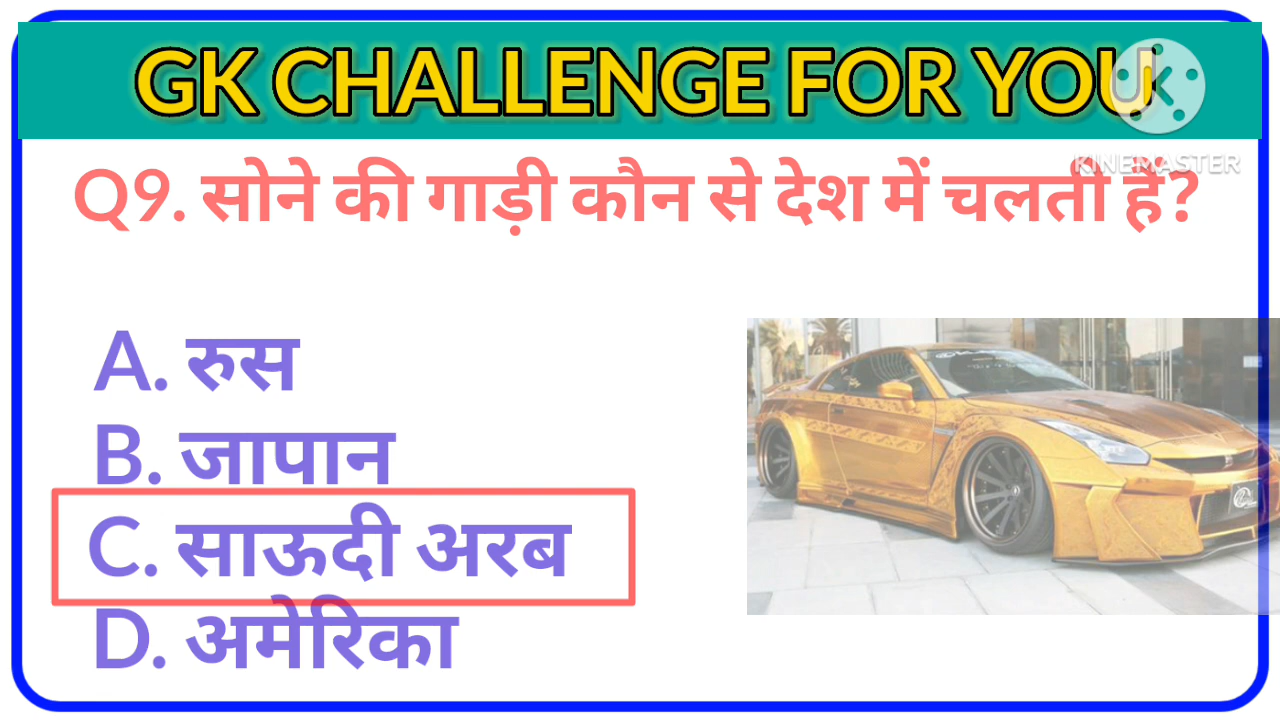 GK CHALLENGE FOR YOU
KINEMASTER
Q9. सोने की गाड़ी कौन से देश में चलती है?
A. रुस
B. जापान
C. साऊदी अरब
D. अमेरिका